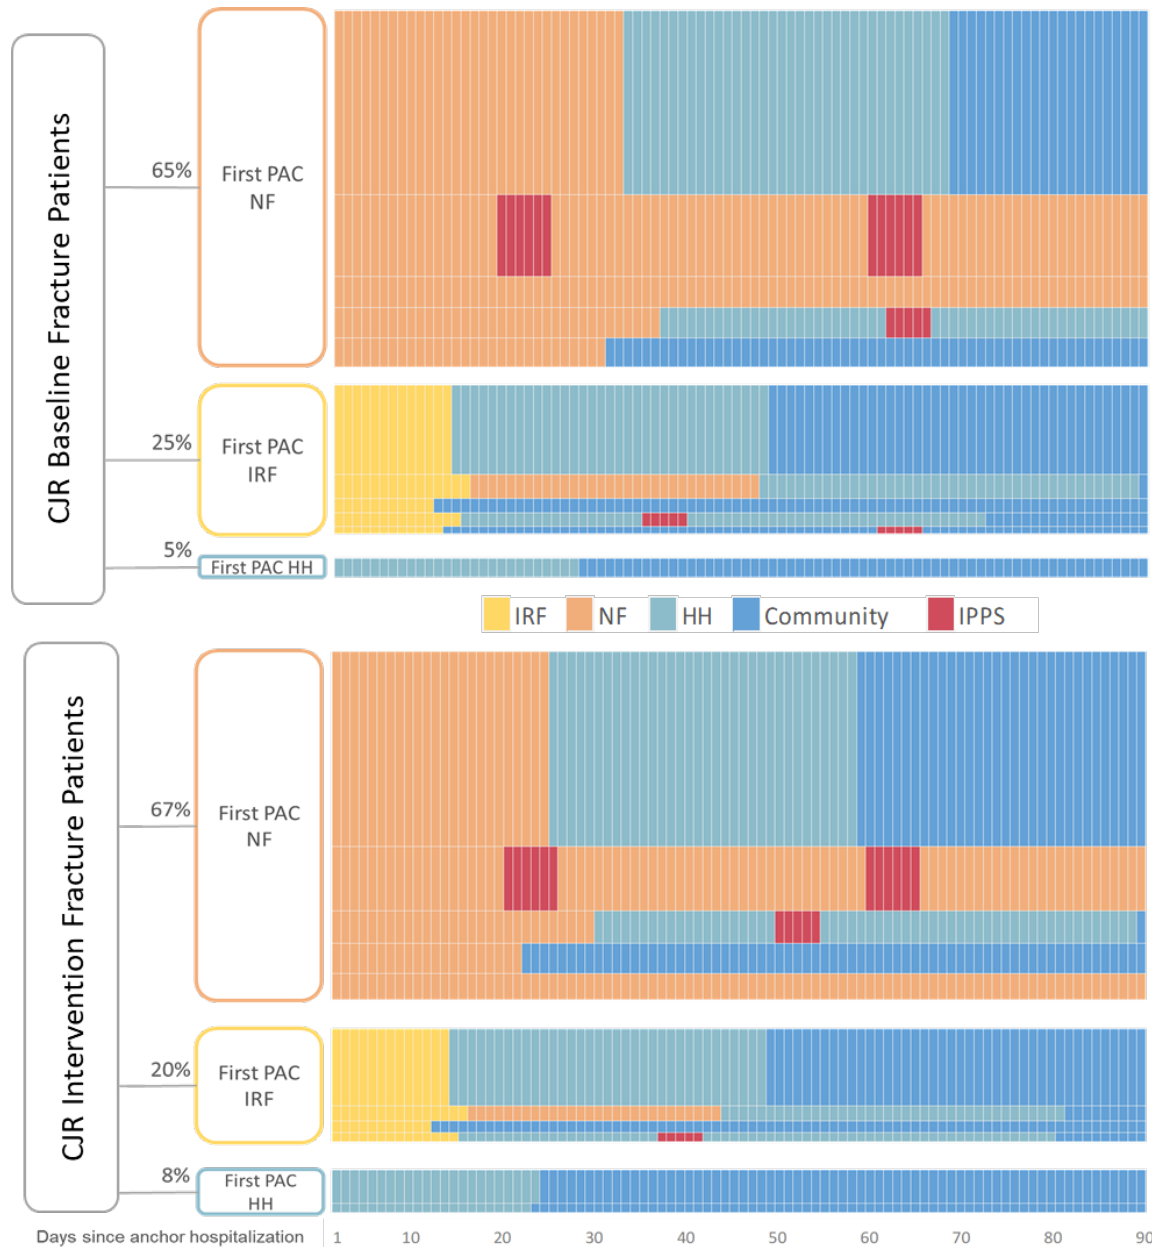 CJR Baseline Fracture Patients
65%
First PAC
NF
25%
First PAC
IRF
5%
First PAC HH
IRF NF HH Community IPPS
CJR Intervention Fracture Patients
67%
First PAC
NF
20%
First PAC
IRF
8%
First PAC
HH
Days since anchor hospitalization 1 10 20 30 40 50 60 70 80 90